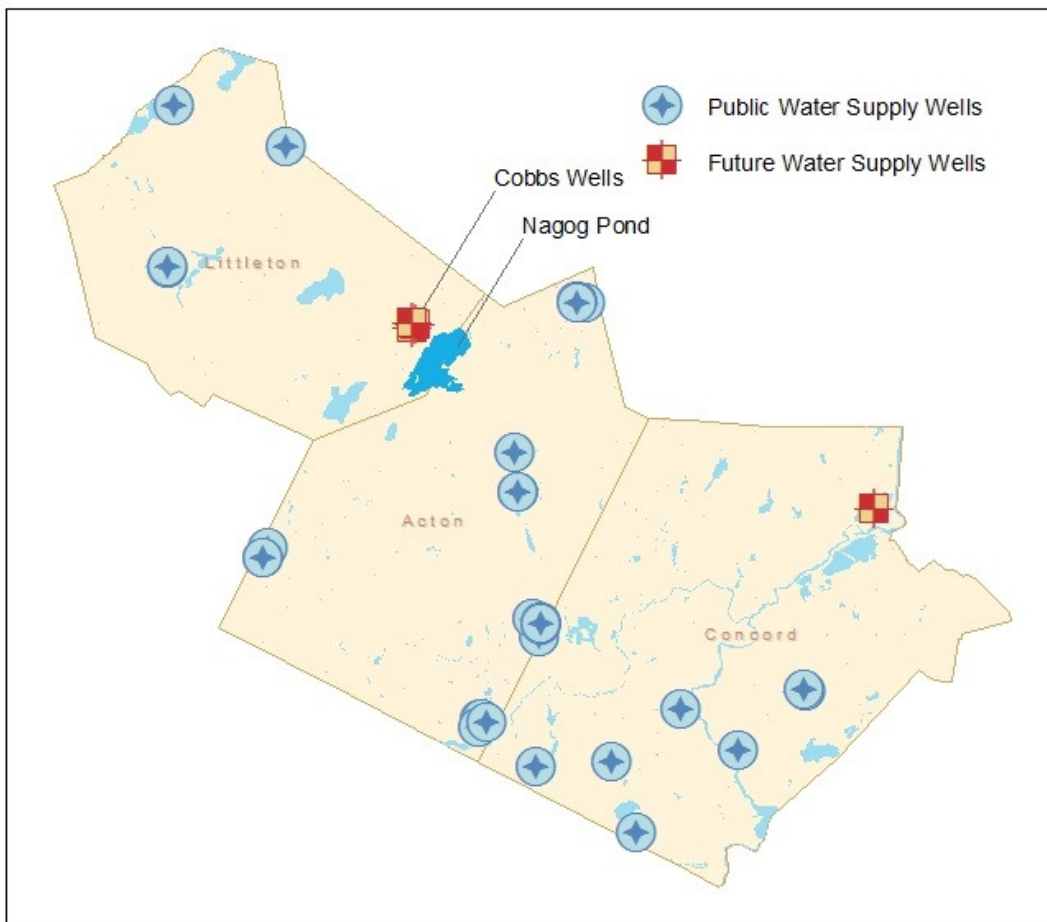 Public Water Supply Wells
Future Water Supply Wells
Cobbs Wells
Nagog Pond
Littleton
Acton
Concord